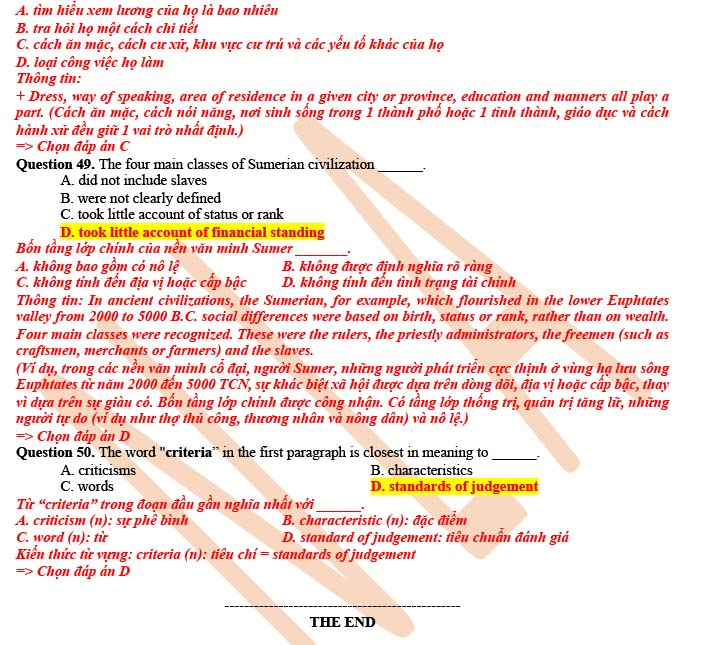 A. tìm hiểu xem lương của họ là bao nhiêu
B. tra hỏi họ một cách chi tiết
C. cách ăn mặc, cách cư xử, khu vực cư trú và các yếu tố khác của họ
D. loại công việc họ làm
Thông tin:
+ Dress, way of speaking, area of residence in a given city or province, education and manners all play a
part. (Cách ăn mặc, cách nói năng, nơi sinh sống trong 1 thành phố hoặc 1 tỉnh thành, giáo dục và cách
hành xử đều giữ 1 vai trò nhất định.)
=> Chọn đáp án C
Question 49. The four main classes of Sumerian civilization ______.
A. did not include slaves
B. were not clearly defined
C. took little account of status or rank
D. took little account of financial standing
Bốn tầng lớp chính của nền văn minh Sumer _______.
A. không bao gồm có nô lệ B. không được định nghĩa rõ ràng
C. không tính đến địa vị hoặc cấp bậc D. không tính đến tình trạng tài chính
Thông tin: In ancient civilizations, the Sumerian, for example, which flourished in the lower Euphtates
valley from 2000 to 5000 B.C. social differences were based on birth, status or rank, rather than on wealth.
Four main classes were recognized. These were the rulers, the priestly administrators, the freemen (such as
craftsmen, merchants or farmers) and the slaves.
(Ví dụ, trong các nền văn minh cổ đại, người Sumer, những người phát triển cực thịnh ở vùng hạ lưu sông
Euphtates từ năm 2000 đến 5000 TCN, sự khác biệt xã hội được dựa trên dòng dõi, địa vị hoặc cấp bậc, thay
vì dựa trên sự giàu có. Bốn tầng lớp chính được công nhận. Có tầng lớp thống trị, quản trị tăng lữ, những
người tự do (ví dụ như thợ thủ công, thương nhân và nông dân) và nô lệ.)
=> Chọn đáp án D
Question 50. The word "criteria” in the first paragraph is closest in meaning to ______.
A. criticisms B. characteristics
C. words D. standards of judgement
Từ “criteria” trong đoạn đầu gần nghĩa nhất với ______.
A. criticism (n): sự phê bình B. characteristic (n): đặc điểm
C. word (n): từ D. standard of judgement: tiêu chuẩn đánh giá
Kiến thức từ vựng: criteria (n): tiêu chí = standards of judgement
=> Chọn đáp án D
-----------------------------------------------
THE END